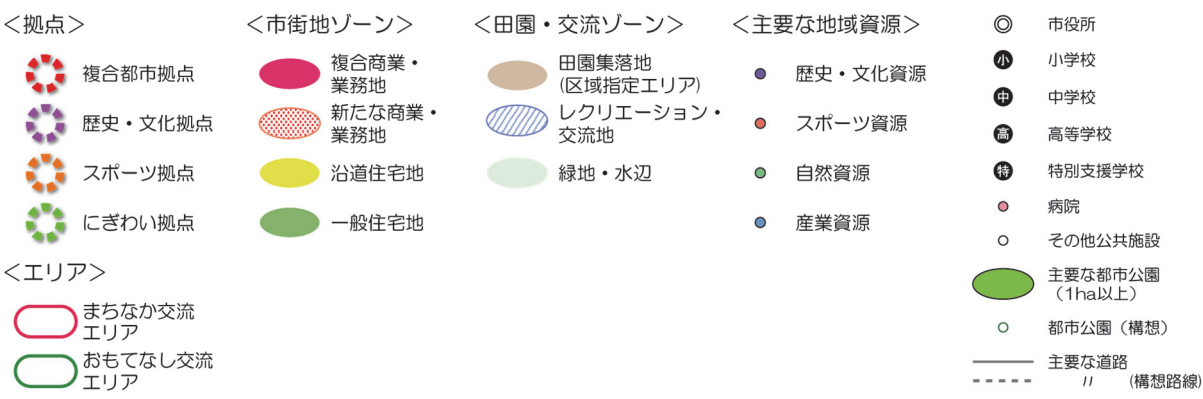 ＜拠点＞
複合都市拠点
歴史・文化拠点
スポーツ拠点
にぎわい拠点
＜エリア＞
まちなか交流
エリア
おもてなし交流
エリア
＜市街地ゾーン＞
複合商業・
業務地
新たな商業・
業務地
沿道住宅地
一般住宅地
＜田園・交流ゾーン＞
田園集落地
(区域指定エリア)
レクリエーション・
交流地
緑地・水辺
＜主要な地域資源＞
歴史・文化資源
スポーツ資源
自然資源
産業資源
市役所
小 小学校
中 中学校
高 高等学校
特 特別支援学校
病院
その他公共施設
主要な都市公園
（1ha以上）
都市公園（構想）
主要な道路
〃 (構想路線)